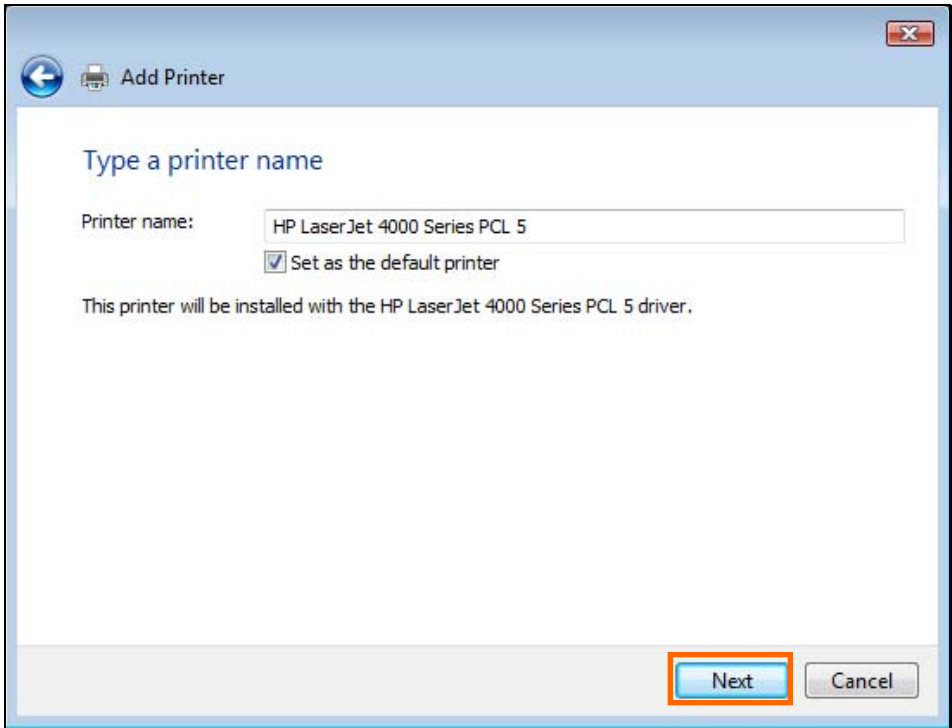 Add Printer
Type a printer name
Printer name: HP LaserJet 4000 Series PCL 5
Set as the default printer
This printer will be installed with the HP LaserJet 4000 Series PCL 5 driver.
Next Cancel